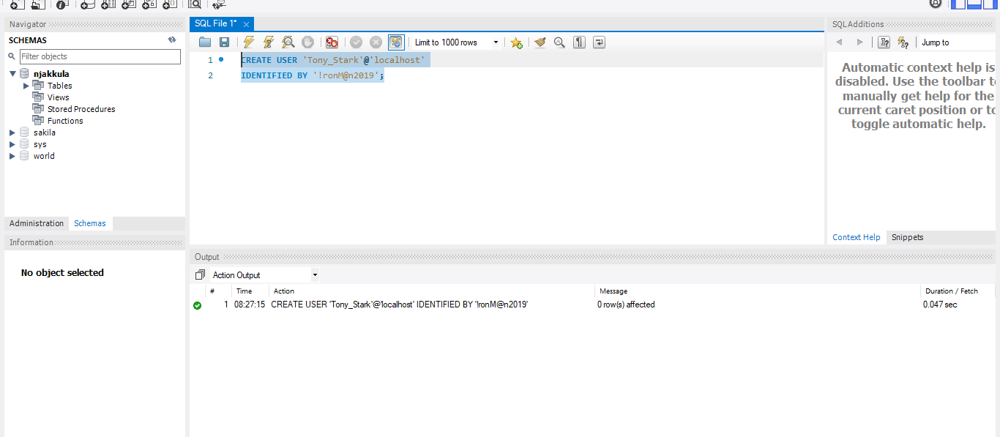 Navigator
SCHEMAS
Filter objects
njakkula
Tables
Views
Stored Procedures
Functions
sakila
sys
world
Administration Schemas
Information
No object selected
SQL File 1*
Limit to 1000 rows
1 CREATE USER 'Tony_Stark'@'localhost'
2 IDENTIFIED BY '!ronM@n2019';
SQLAdditions
Jump to
Automatic context help is
disabled. Use the toolbar to
manually get help for the
current caret position or to
toggle automatic help.
Context Help Snippets
Output
Action Output
# Time Action Message Duration / Fetch
1 08:27:15 CREATE USER 'Tony_Stark'@'localhost' IDENTIFIED BY '!ronM@n2019' 0 row(s) affected 0.047 sec